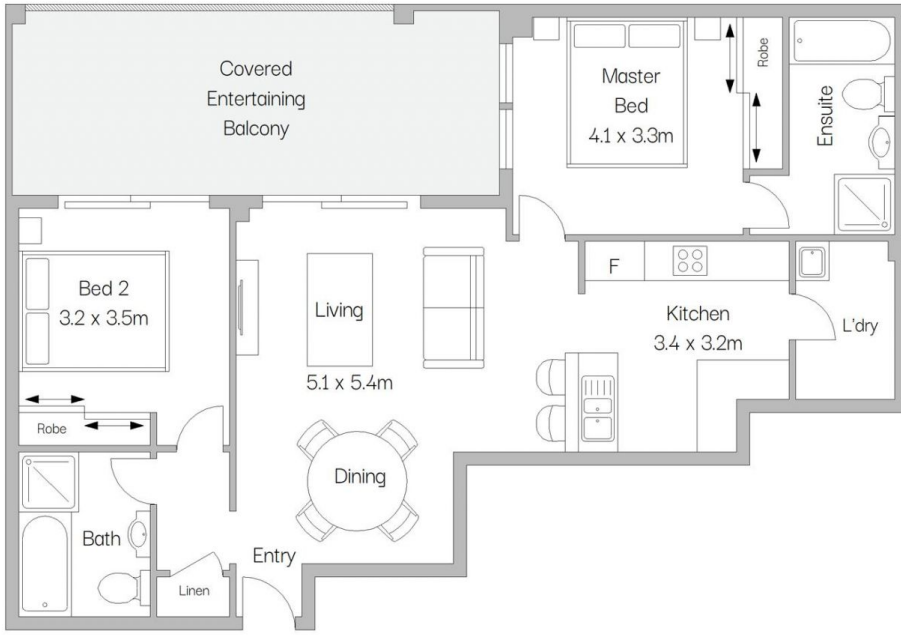 Covered
Entertaining
Balcony
Master
Bed
4.1 x 3.3m
Robe
Ensuite
Bed 2
3.2 x 3.5m
Robe
Living
5.1 x 5.4m
F
Kitchen
3.4 x 3.2m
L'dry
Dining
Bath
Entry
Linen